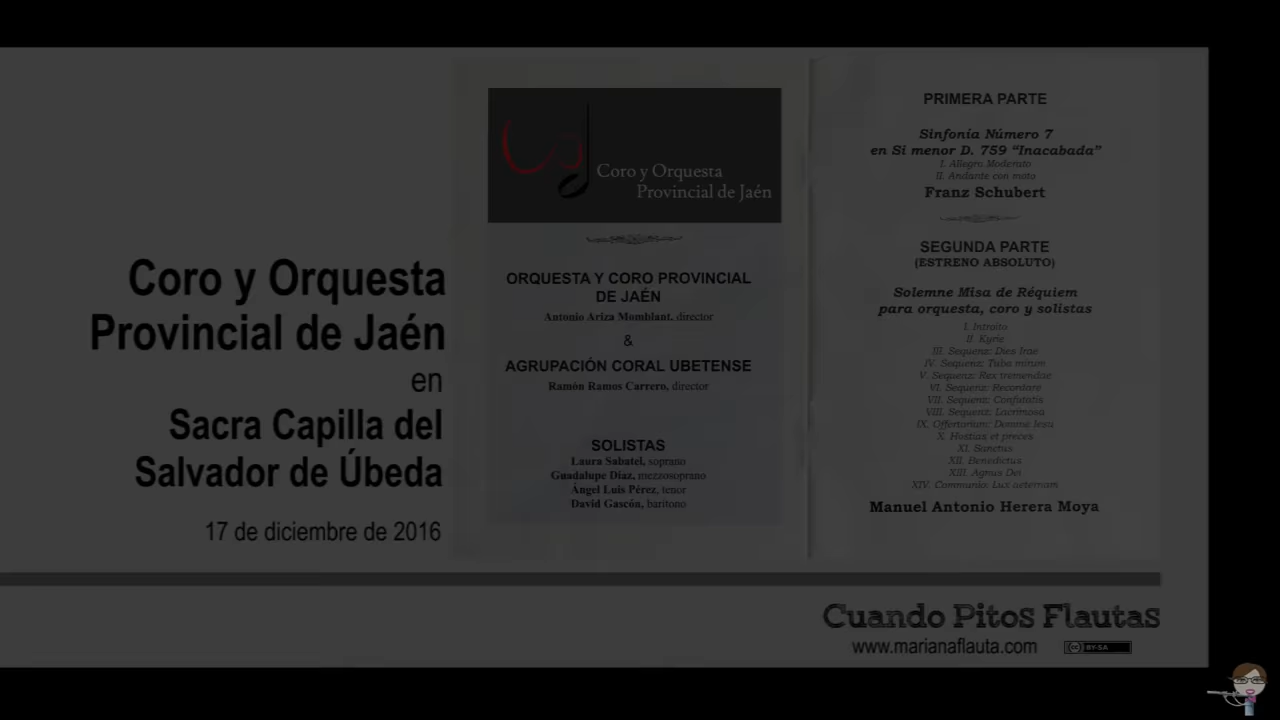 Coro y Orquesta
Provincial de Jaén
en
Sacra Capilla del
Salvador de Úbeda
17 de diciembre de 2016
Coro y Orquesta
Provincial de Jaén
ORQUESTA Y CORO PROVINCIAL
DE JAÉN
Antonio Ariza Momblant, director
&
AGRUPACIÓN CORAL UBETENSE
Ramón Ramos Carrero, director
SOLISTAS
Laura Sabatel, soprano
Guadalupe Díaz, mezzosoprano
Ángel Luis Pérez, tenor
David Gascón, barítono
PRIMERA PARTE
Sinfonía Número 7
en Si menor D. 759 “Inacabada”
I. Allegro Moderato
II. Andante con moto
Franz Schubert
SEGUNDA PARTE
(ESTRENO ABSOLUTO)
Solemne Misa de Réquiem
para orquesta, coro y solistas
I. Introito
II. Kyrie
III. Sequenz: Dies Irae
IV. Sequenz: Tuba mirum
V. Sequenz: Rex tremendae
VI. Sequenz: Recordare
VII. Sequenz: Confutatis
VIII. Sequenz: Lacrimosa
IX. Offertorium: Domine Iesu
X. Hostias et preces
XI. Sanctus
XII. Benedictus
XIII. Agnus Dei
XIV. Communio: Lux aeternam
Manuel Antonio Herera Moya
Cuando Pitos Flautas
www.marianaflauta.com
cc BY-SA